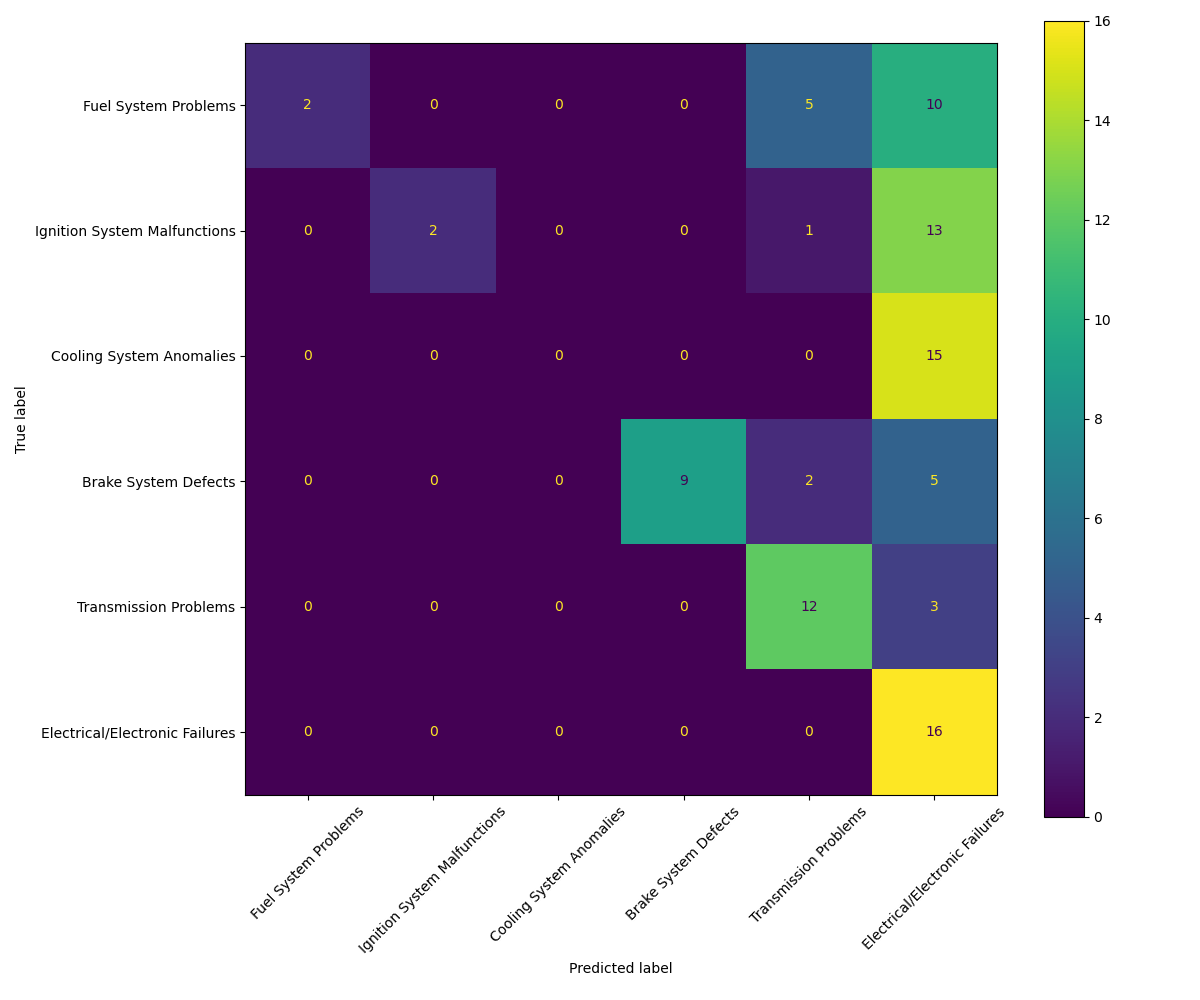 Fuel System Problems 2 0 0 0 5 10
Ignition System Malfunctions 0 2 0 0 1 13
Cooling System Anomalies 0 0 0 0 0 15
Brake System Defects 0 0 0 9 2 5
Transmission Problems 0 0 0 0 12 3
Electrical/Electronic Failures 0 0 0 0 0 16
True label
Fuel System Problems
Ignition System Malfunctions
Cooling System Anomalies
Brake System Defects
Transmission Problems
Electrical/Electronic Failures
Predicted label
16
14
12
10
8
6
4
2
0